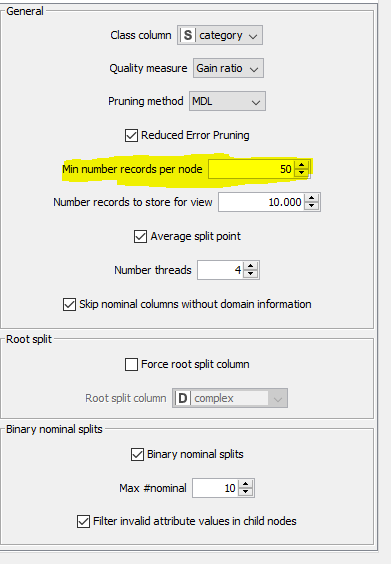 General
Class column S category
Quality measure Gain ratio
Pruning method MDL
Reduced Error Pruning
Min number records per node 50
Number records to store for view 10.000
Average split point
Number threads 4
Skip nominal columns without domain information
Root split
Force root split column
Root split column D complex
Binary nominal splits
Binary nominal splits
Max #nominal 10
Filter invalid attribute values in child nodes